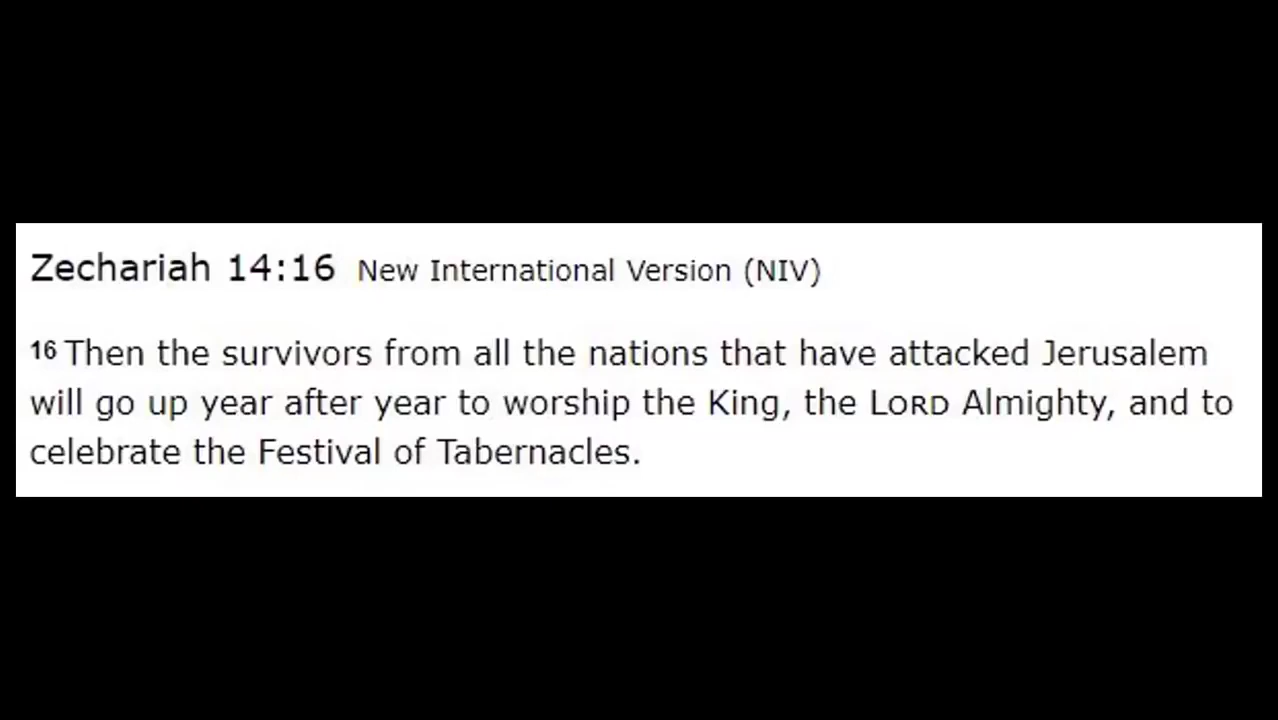 Zechariah 14:16 New International Version (NIV)
16 Then the survivors from all the nations that have attacked Jerusalem
will go up year after year to worship the King, the LORD Almighty, and to
celebrate the Festival of Tabernacles.